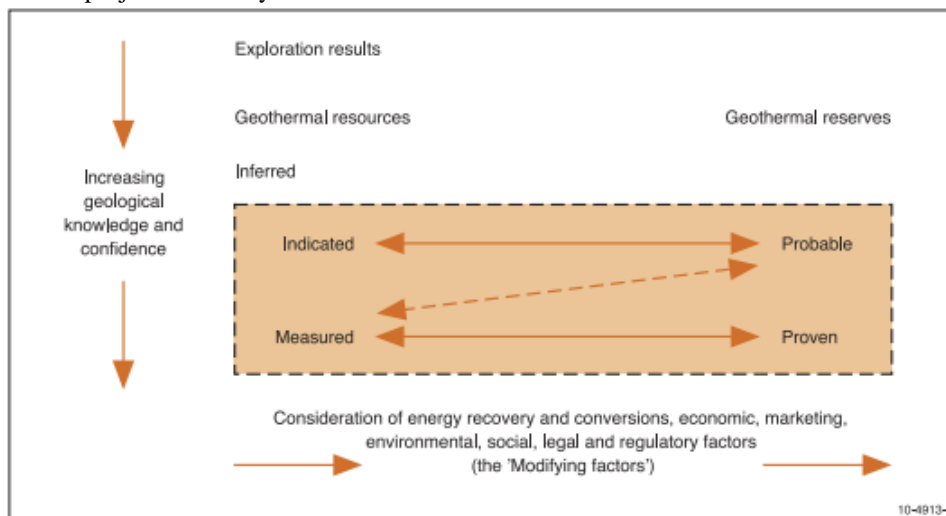 Exploration results
Geothermal resources Geothermal reserves
Increasing
geological
knowledge and
confidence
Inferred
Indicated Probable
Measured Proven
Consideration of energy recovery and conversions, economic, marketing,
environmental, social, legal and regulatory factors
(the 'Modifying factors')
10-4913-